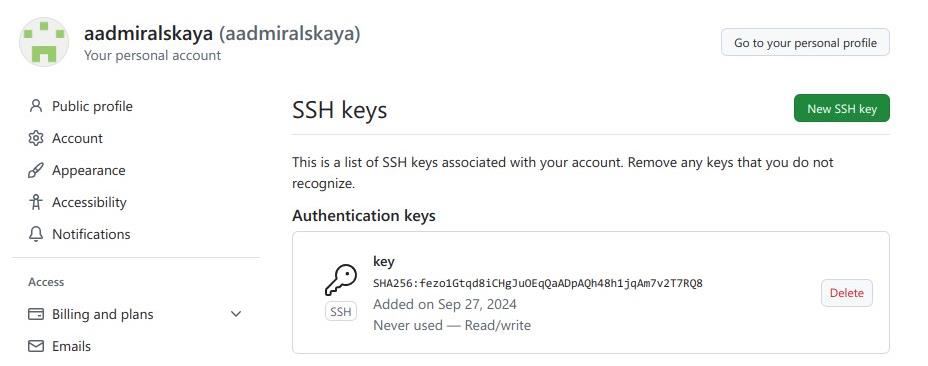 aadmiralskaya (aadmiralskaya)
Your personal account
Go to your personal profile
Public profile
Account
Appearance
Accessibility
Notifications
Access
Billing and plans
Emails
SSH keys
New SSH key
This is a list of SSH keys associated with your account. Remove any keys that you do not
recognize.
Authentication keys
key
SHA256:fezo1Gtqd8iCHgJuOEqQaADpAQh48h1jqAm7v2T7RQ8
Added on Sep 27, 2024
Never used — Read/write
SSH
Delete